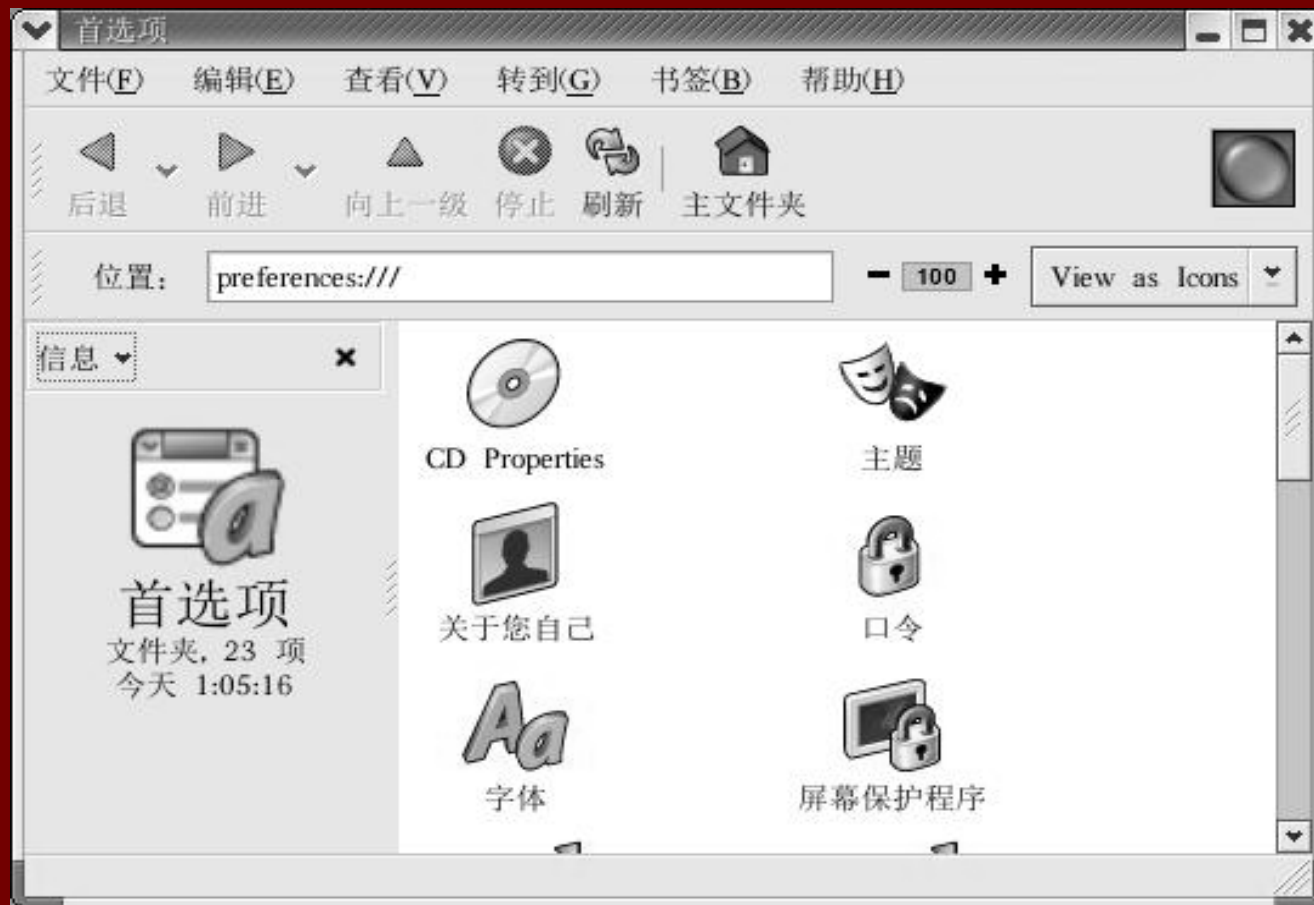 首选项
文件(F) 编辑(E) 查看(V) 转到(G) 书签(B) 帮助(H)
后退 前进 向上一级 停止 刷新 主文件夹
位置: preferences:/// 100 View as Icons
信息
首选项
文件夹, 23 项
今天 1:05:16
CD Properties 主题
关于您自己 口令
字体 屏幕保护程序